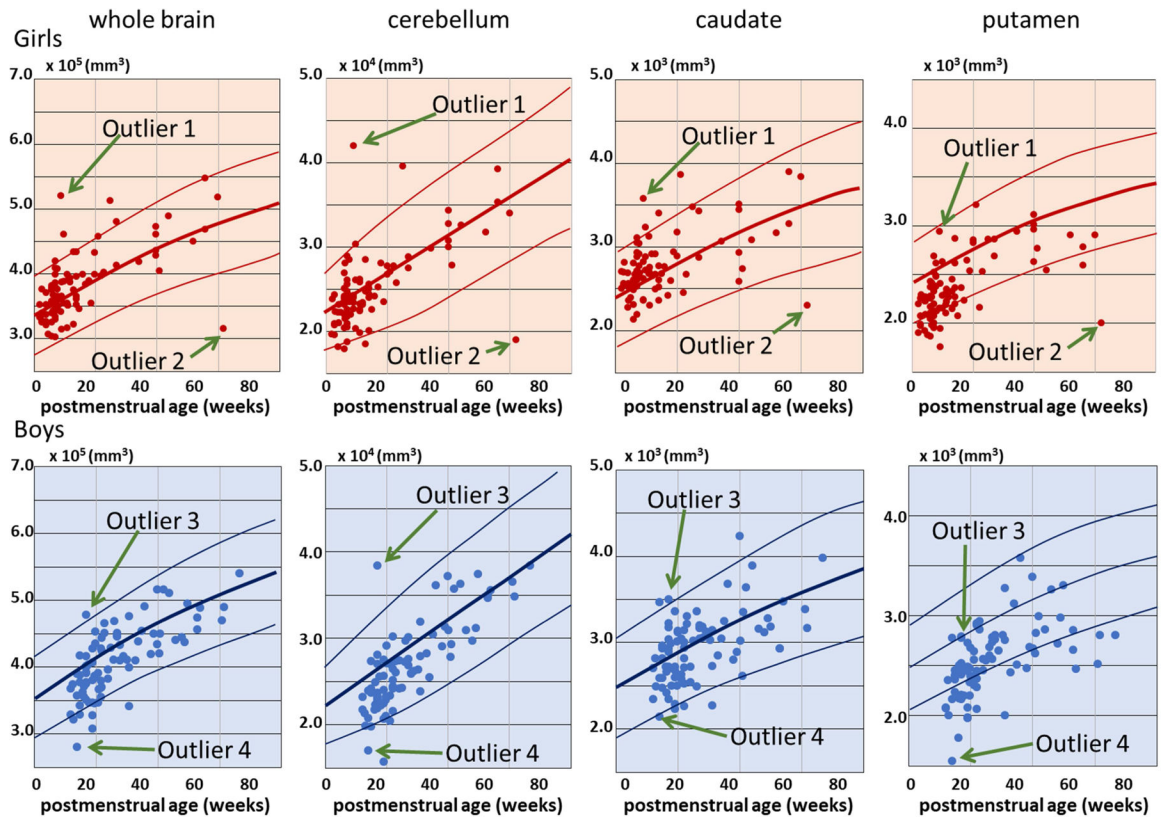 whole brain cerebellum caudate putamen
Girls
x 10⁵ (mm³) x 10⁴ (mm³) x 10³ (mm³) x 10³ (mm³)
7.0 5.0 5.0
Outlier 1 Outlier 1 Outlier 1 Outlier 1
6.0 4.0 4.0 4.0
5.0
4.0 3.0 3.0 3.0
3.0 2.0 2.0 2.0
Outlier 2 Outlier 2 Outlier 2 Outlier 2
0 20 40 60 80 0 20 40 60 80 0 20 40 60 80 0 20 40 60 80
postmenstrual age (weeks) postmenstrual age (weeks) postmenstrual age (weeks) postmenstrual age (weeks)
Boys
x 10⁵ (mm³) x 10⁴ (mm³) x 10³ (mm³) x 10³ (mm³)
7.0 5.0 5.0
Outlier 3 Outlier 3 Outlier 3 Outlier 3
6.0 4.0 4.0 4.0
5.0
4.0 3.0 3.0 3.0
3.0 2.0 2.0 2.0
Outlier 4 Outlier 4 Outlier 4 Outlier 4
0 20 40 60 80 0 20 40 60 80 0 20 40 60 80 0 20 40 60 80
postmenstrual age (weeks) postmenstrual age (weeks) postmenstrual age (weeks) postmenstrual age (weeks)